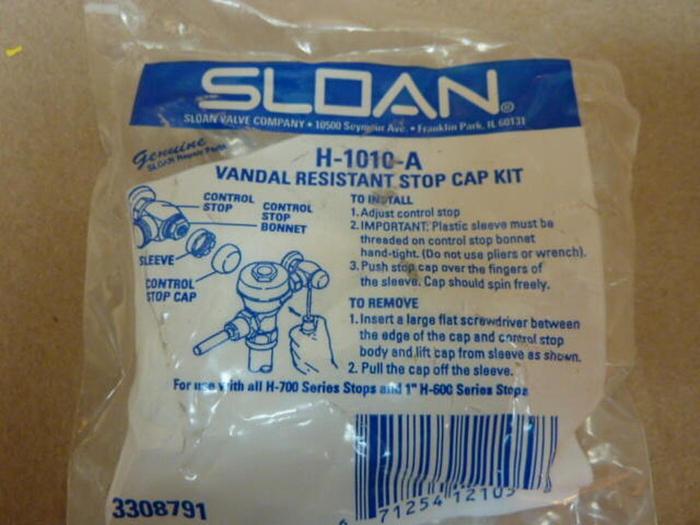 SLOAN®
SLOAN VALVE COMPANY • 10500 Seymour Ave. • Franklin Park, IL 60131
Genuine
SLOAN Repair Parts
H-1010-A
VANDAL RESISTANT STOP CAP KIT
CONTROL
STOP
CONTROL
STOP
BONNET
SLEEVE
CONTROL
STOP CAP
TO INSTALL
1. Adjust control stop
2. IMPORTANT: Plastic sleeve must be
threaded on control stop bonnet
hand-tight. (Do not use pliers or wrench).
3. Push stop cap over the fingers of
the sleeve. Cap should spin freely.
TO REMOVE
1. Insert a large flat screwdriver between
the edge of the cap and control stop
body and lift cap from sleeve as shown.
2. Pull the cap off the sleeve.
For use with all H-700 Series Stops and 1" H-600 Series Stops
3308791
71254 12103